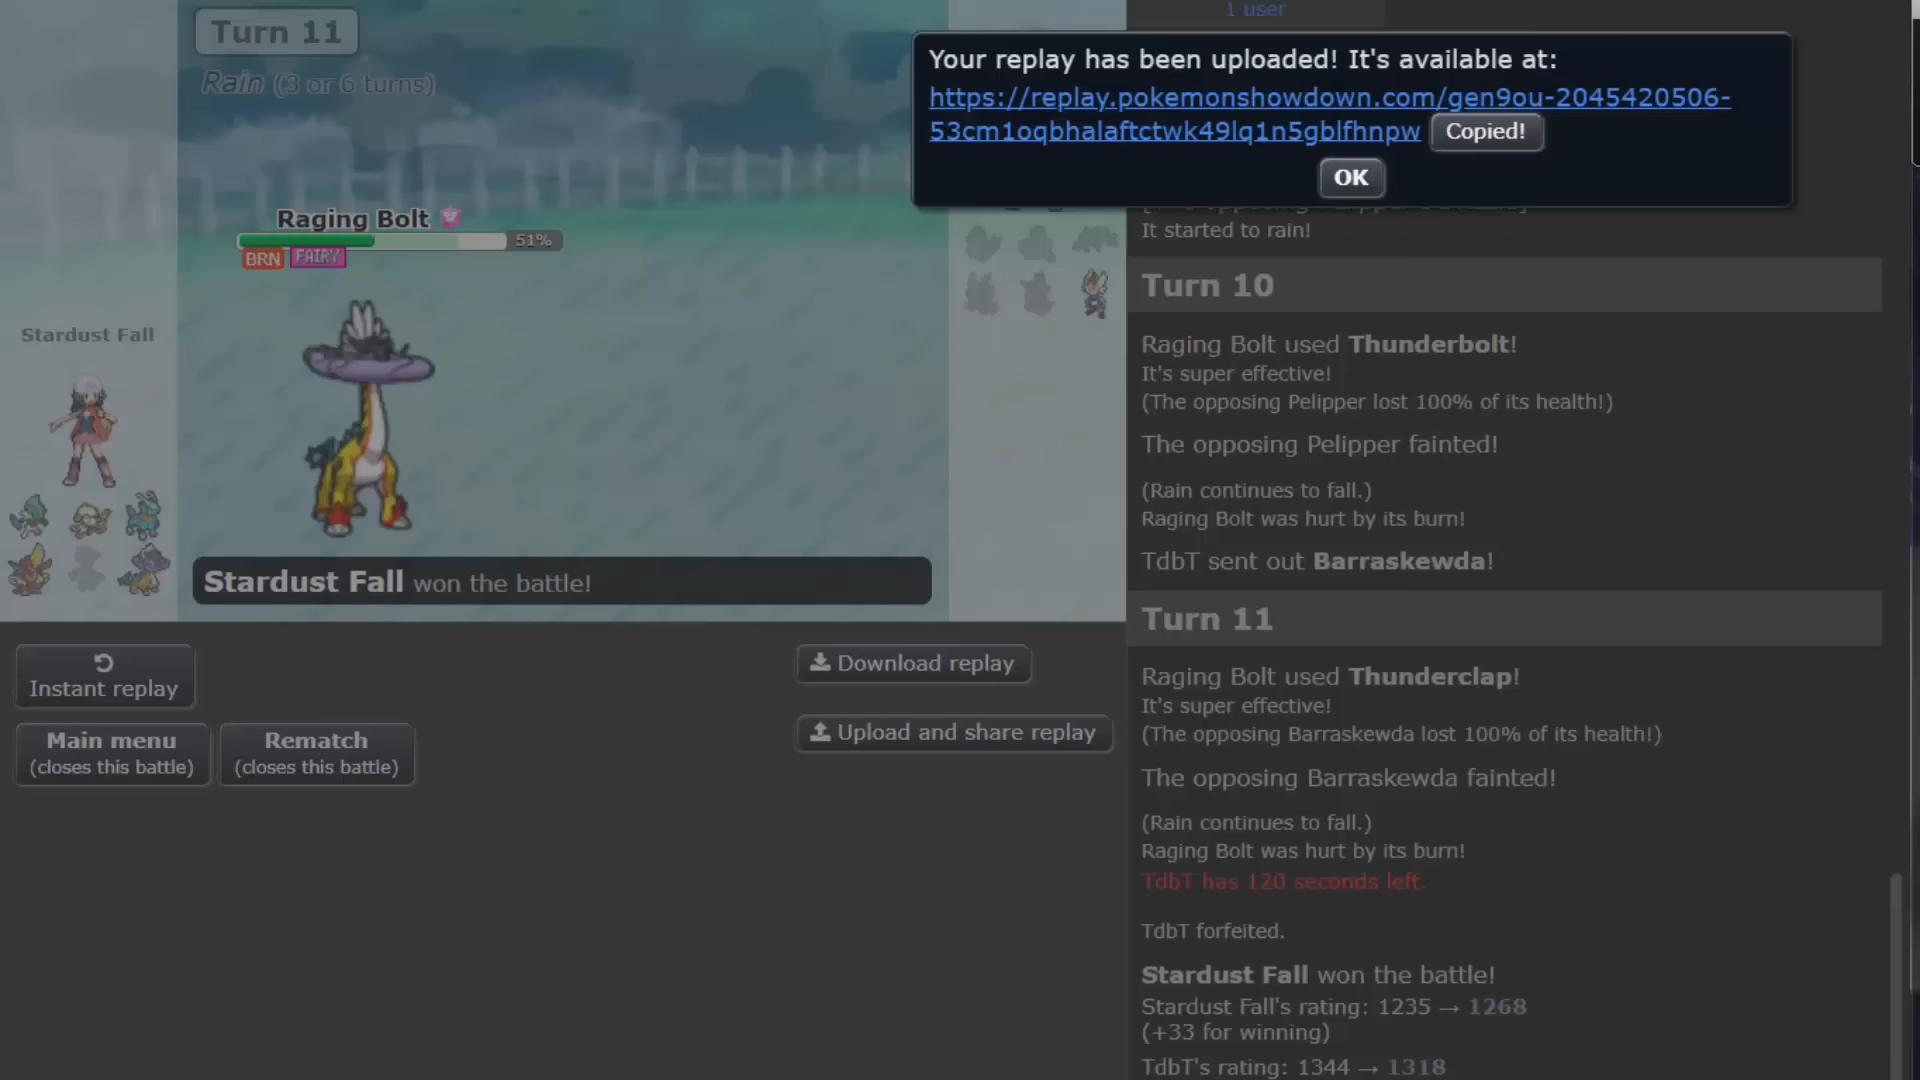 Turn 11
Rain (3 or 6 turns)
Raging Bolt
51%
BRN FAIRY
Stardust Fall
Stardust Fall won the battle!
Instant replay
Download replay
Upload and share replay
Main menu
(closes this battle)
Rematch
(closes this battle)
1 user
Your replay has been uploaded! It's available at:
https://replay.pokemonshowdown.com/gen9ou-2045420506-
53cm1oqbhalaftctwk49lq1n5gblfhnpw Copied!
OK
It started to rain!
Turn 10
Raging Bolt used Thunderbolt!
It's super effective!
(The opposing Pelipper lost 100% of its health!)
The opposing Pelipper fainted!
(Rain continues to fall.)
Raging Bolt was hurt by its burn!
TdbT sent out Barraskewda!
Turn 11
Raging Bolt used Thunderclap!
It's super effective!
(The opposing Barraskewda lost 100% of its health!)
The opposing Barraskewda fainted!
(Rain continues to fall.)
Raging Bolt was hurt by its burn!
TdbT has 120 seconds left.
TdbT forfeited.
Stardust Fall won the battle!
Stardust Fall's rating: 1235 → 1268
(+33 for winning)
TdbT's rating: 1344 → 1318